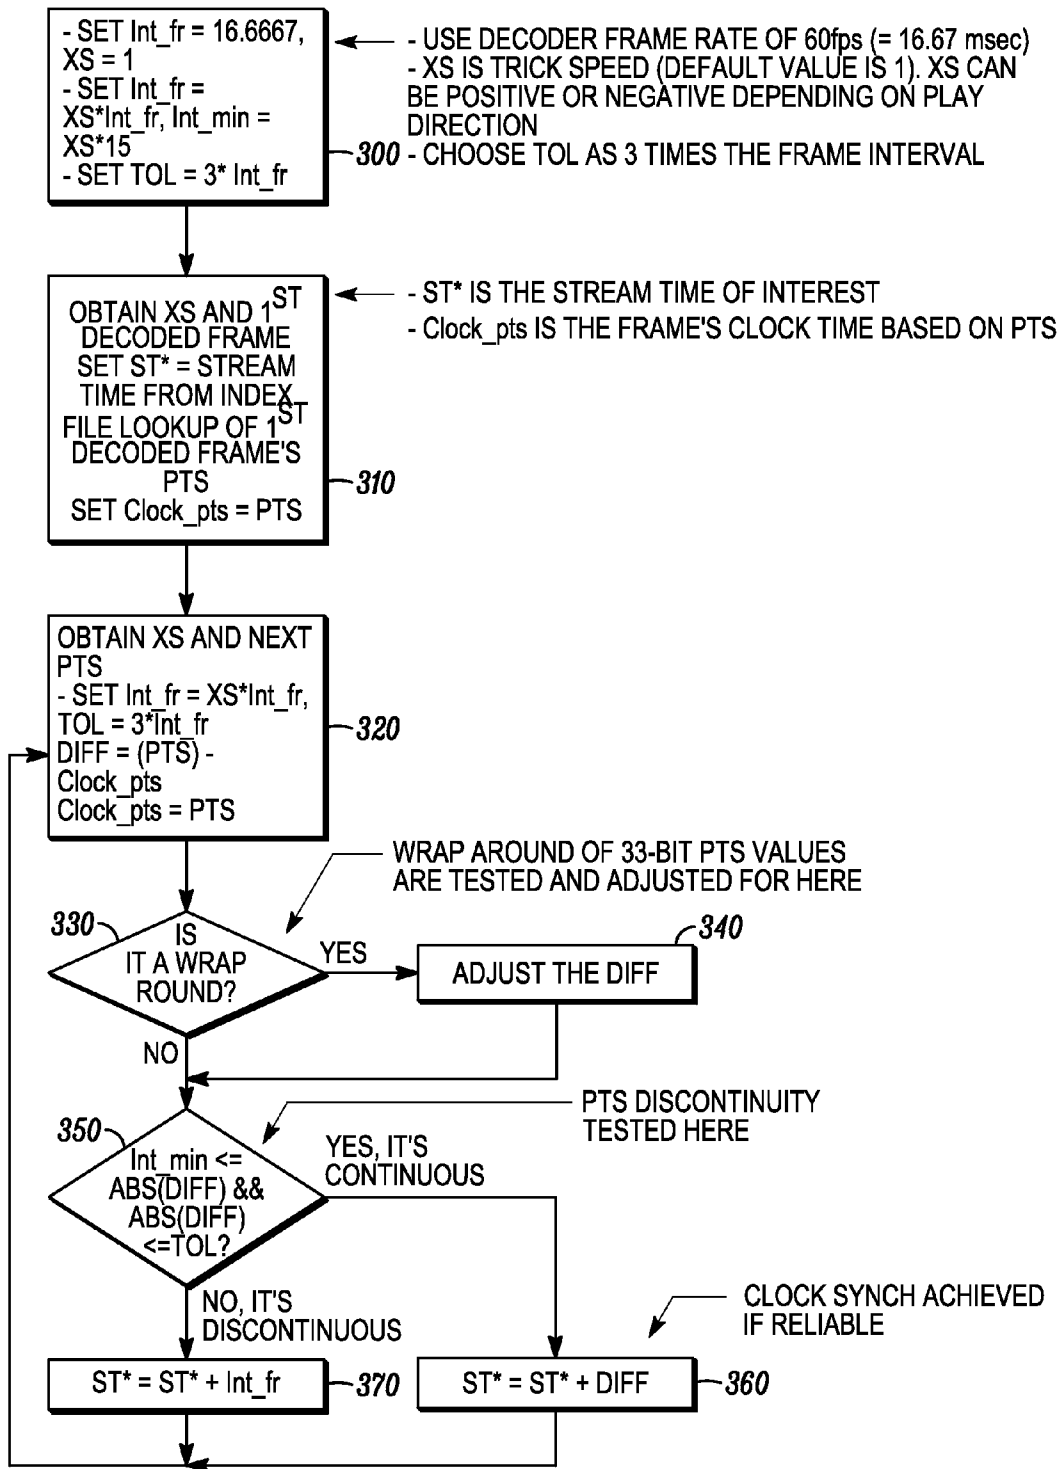 - SET Int_fr = 16.6667,
XS = 1
- SET Int_fr =
XS*Int_fr, Int_min =
XS*15
- SET TOL = 3* Int_fr
- USE DECODER FRAME RATE OF 60fps (= 16.67 msec)
- XS IS TRICK SPEED (DEFAULT VALUE IS 1). XS CAN
BE POSITIVE OR NEGATIVE DEPENDING ON PLAY
DIRECTION
300
- CHOOSE TOL AS 3 TIMES THE FRAME INTERVAL
OBTAIN XS AND 1ST
DECODED FRAME
SET ST* = STREAM
TIME FROM INDEX
FILE LOOKUP OF 1ST
DECODED FRAME'S
PTS
SET Clock_pts = PTS
310
- ST* IS THE STREAM TIME OF INTEREST
- Clock_pts IS THE FRAME'S CLOCK TIME BASED ON PTS
OBTAIN XS AND NEXT
PTS
- SET Int_fr = XS*Int_fr,
TOL = 3*Int_fr
DIFF = (PTS) -
Clock_pts
Clock_pts = PTS
320
WRAP AROUND OF 33-BIT PTS VALUES
ARE TESTED AND ADJUSTED FOR HERE
330
IS
IT A WRAP
ROUND?
YES
340
ADJUST THE DIFF
NO
PTS DISCONTINUITY
TESTED HERE
350
Int_min <=
ABS(DIFF) &&
ABS(DIFF)
<=TOL?
YES, IT'S
CONTINUOUS
NO, IT'S
DISCONTINUOUS
CLOCK SYNCH ACHIEVED
IF RELIABLE
ST* = ST* + Int_fr
370
ST* = ST* + DIFF
360